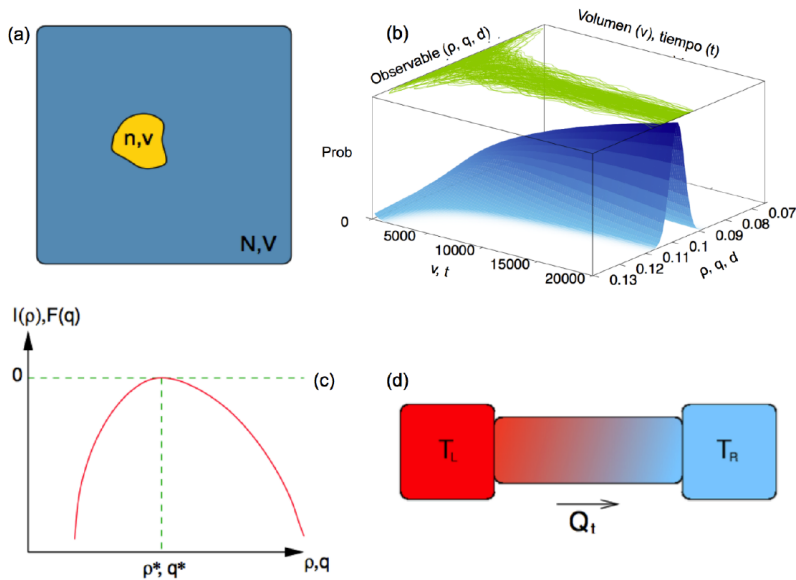 (a)
n,v
N,V
(b)
Observable (ρ, q, d)
Volumen (v), tiempo (t)
Prob
0
5000
10000
15000
20000
v, t
0.13
0.12
0.11
0.1
0.09
0.08
0.07
ρ, q, d
I(ρ),F(q)
0
(c)
ρ*, q*
ρ,q
(d)
T_L
T_R
Q_t